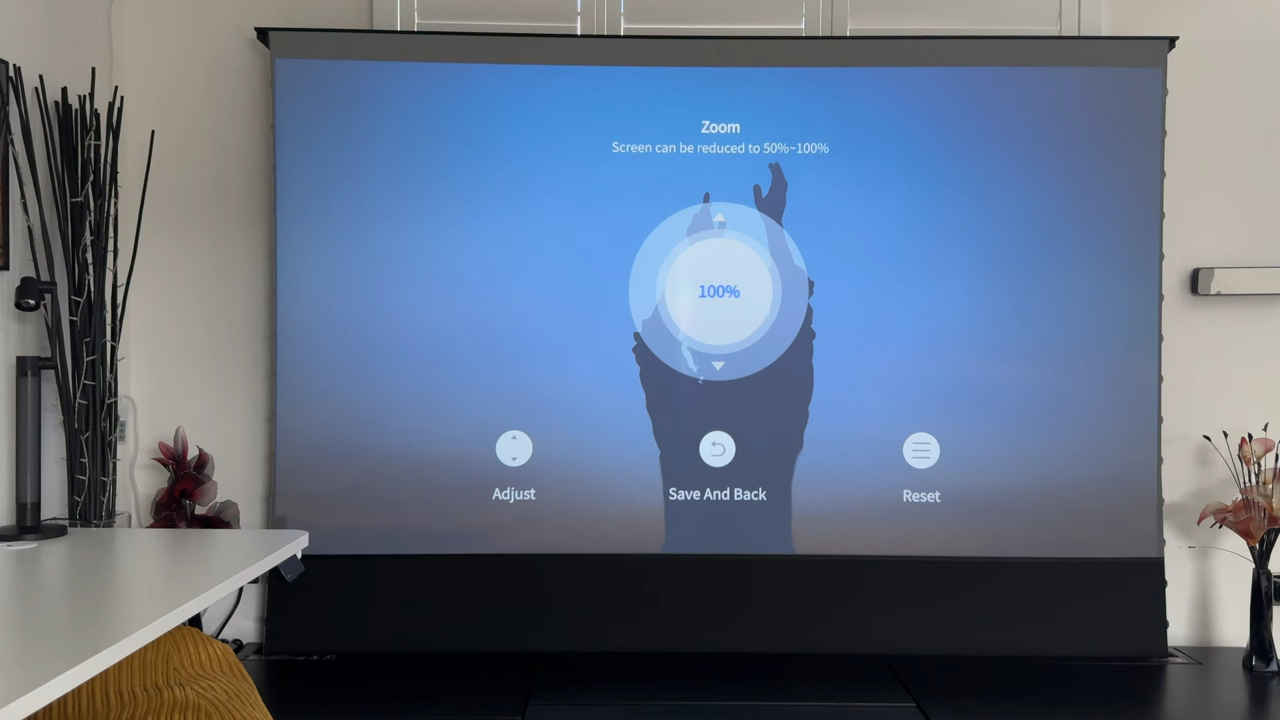 Zoom
Screen can be reduced to 50%~100%
100%
Adjust
Save And Back
Reset